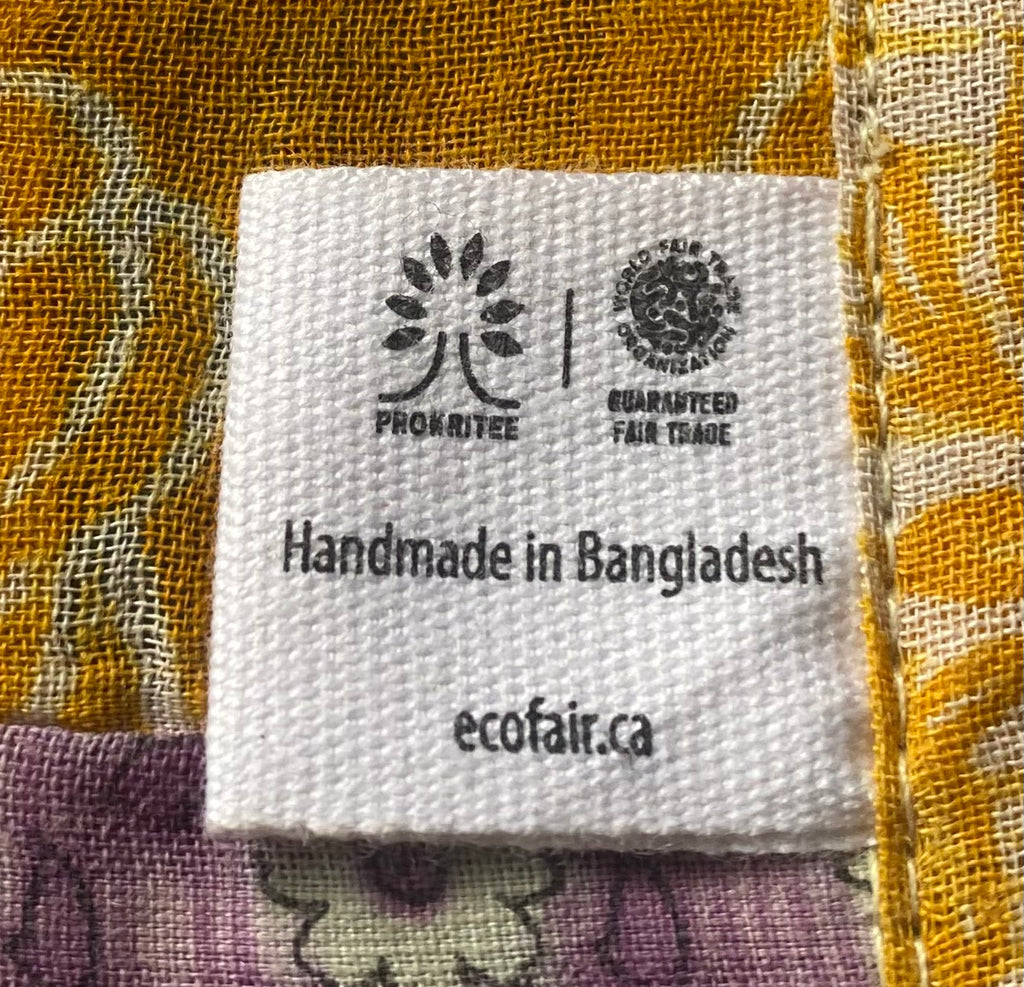 PROKRITEE
WORLD FAIR TRADE ORGANIZATION
GUARANTEED
FAIR TRADE
Handmade in Bangladesh
ecofair.ca